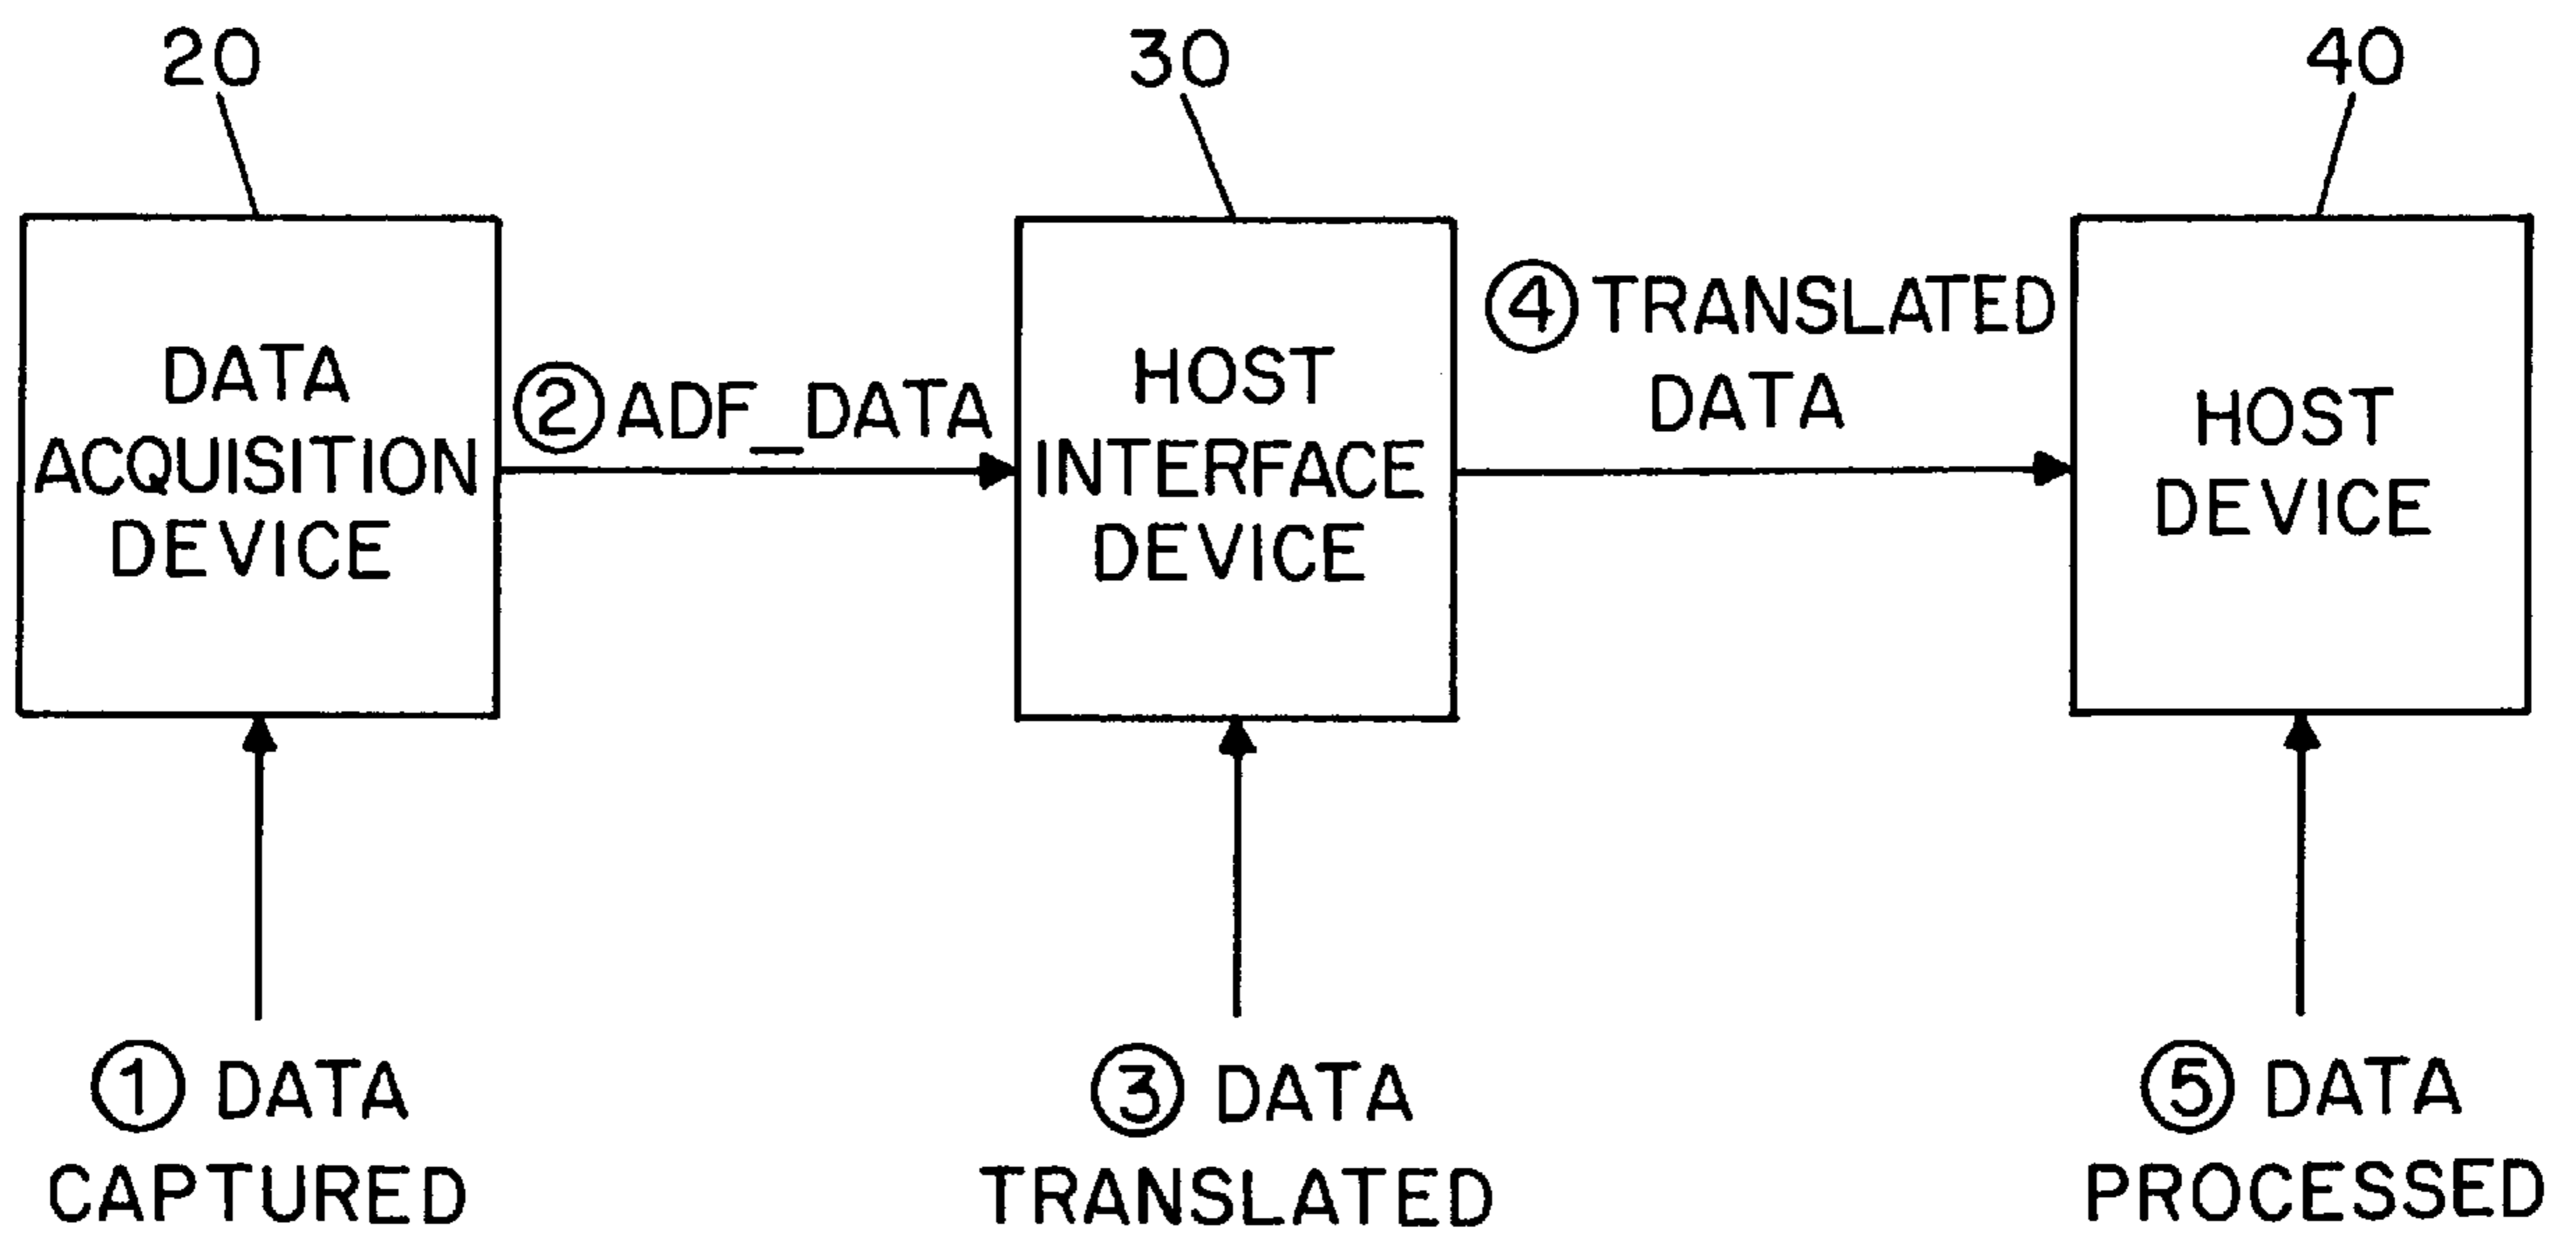 20
30
40
DATA
ACQUISITION
DEVICE
② ADF_DATA
HOST
INTERFACE
DEVICE
④ TRANSLATED
DATA
HOST
DEVICE
① DATA
CAPTURED
③ DATA
TRANSLATED
⑤ DATA
PROCESSED